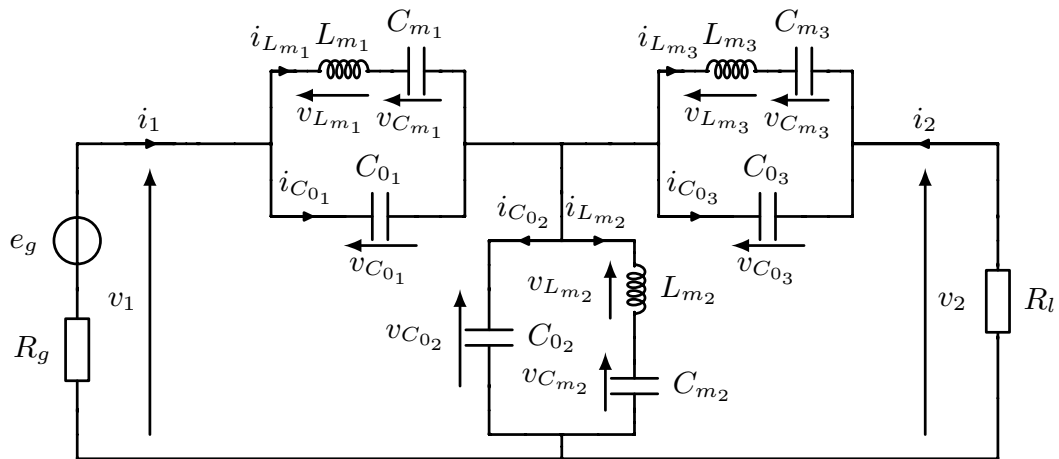 C_{m_1} C_{m_3}
i_{L_{m_1}} L_{m_1} i_{L_{m_3}} L_{m_3}
v_{L_{m_1}} v_{C_{m_1}} v_{L_{m_3}} v_{C_{m_3}}
i_1 i_2
C_{0_1} C_{0_3}
i_{C_{0_1}} i_{C_{0_3}}
i_{C_{0_2}} i_{L_{m_2}}
e_g v_{C_{0_1}} v_{C_{0_3}}
v_{L_{m_2}} L_{m_2}
v_1 v_2 R_l
R_g v_{C_{0_2}} C_{0_2}
v_{C_{m_2}} C_{m_2}